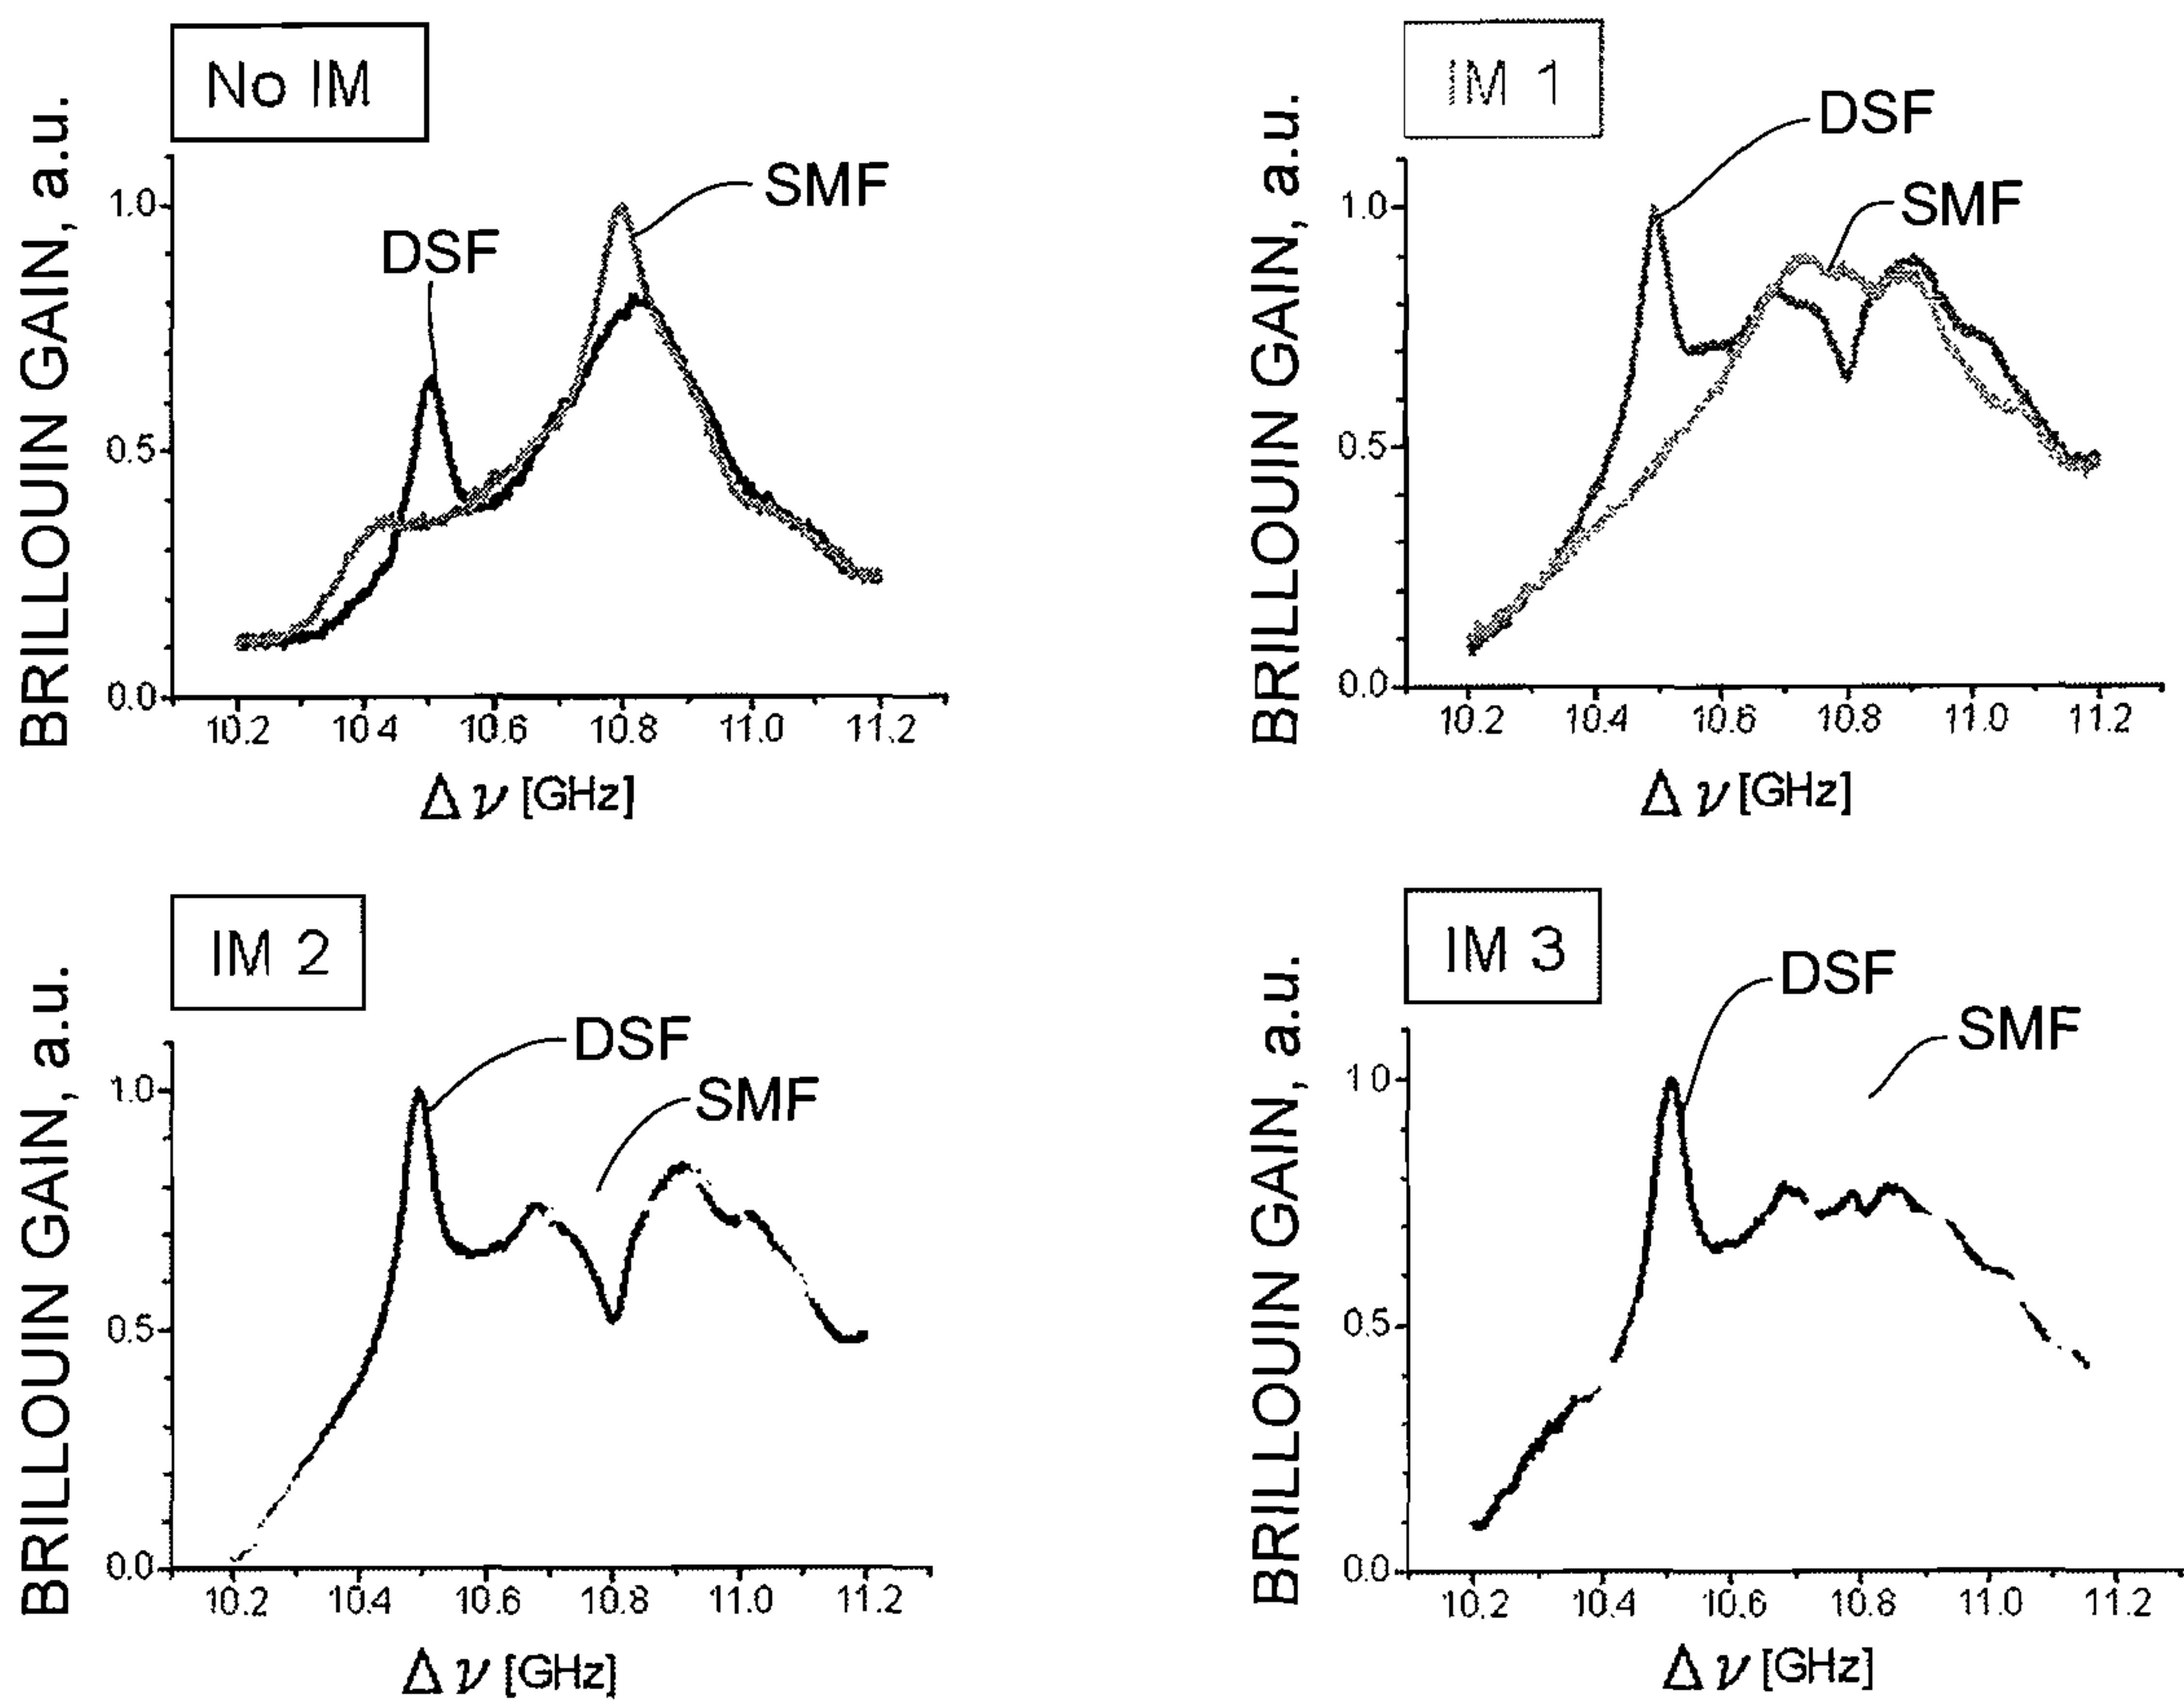 No IM
BRILLOUIN GAIN, a.u.
DSF
SMF
1.0
0.5
0.0
10.2 10.4 10.6 10.8 11.0 11.2
Δν [GHz]
IM 1
BRILLOUIN GAIN, a.u.
DSF
SMF
1.0
0.5
0.0
10.2 10.4 10.6 10.8 11.0 11.2
Δν [GHz]
IM 2
BRILLOUIN GAIN, a.u.
DSF
SMF
1.0
0.5
0.0
10.2 10.4 10.6 10.8 11.0 11.2
Δν [GHz]
IM 3
BRILLOUIN GAIN, a.u.
DSF
SMF
1.0
0.5
0.0
10.2 10.4 10.6 10.8 11.0 11.2
Δν [GHz]